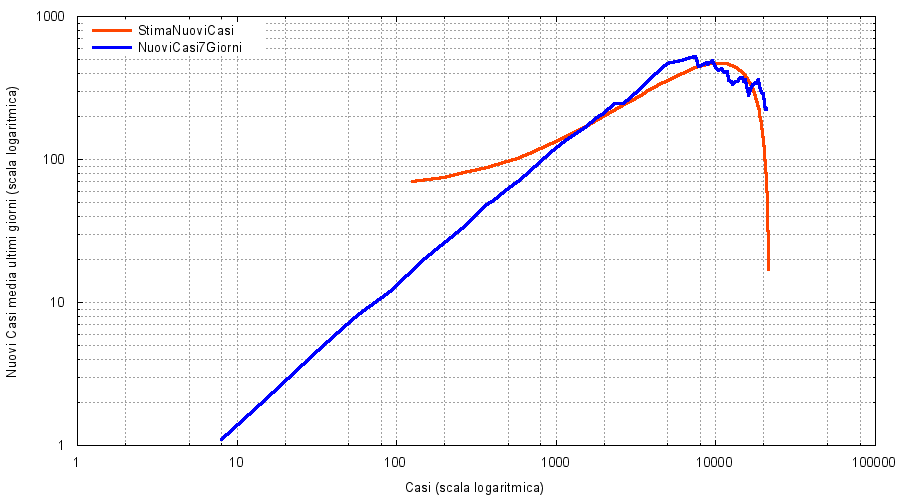 1000
StimaNuoviCasi
NuoviCasi7Giorni
100
10
1
Nuovi Casi media ultimi giorni (scala logaritmica)
1 10 100 1000 10000 100000
Casi (scala logaritmica)